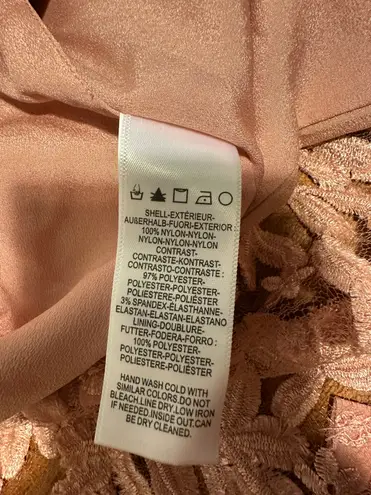 SHELL-EXTÉRIEUR-
AUßERHALB-FUORI-EXTERIOR :
100% NYLON-NYLON-
NYLON-NYLON-NYLON
CONTRAST-
CONTRASTE-KONTRAST-
CONTRASTO-CONTRASTE :
97% POLYESTER-
POLYESTER-POLYESTER-
POLIESTERE-POLIÉSTER
3% SPANDEX-ÉLASTHANNE-
ELASTAN-ELASTAN-ELASTANO
LINING-DOUBLURE-
FUTTER-FODERA-FORRO :
100% POLYESTER-
POLYESTER-POLYESTER-
POLIESTERE-POLIÉSTER
HAND WASH COLD WITH
SIMILAR COLORS.DO NOT
BLEACH.LINE DRY.LOW IRON
IF NEEDED.INSIDE OUT.CAN
BE DRY CLEANED.